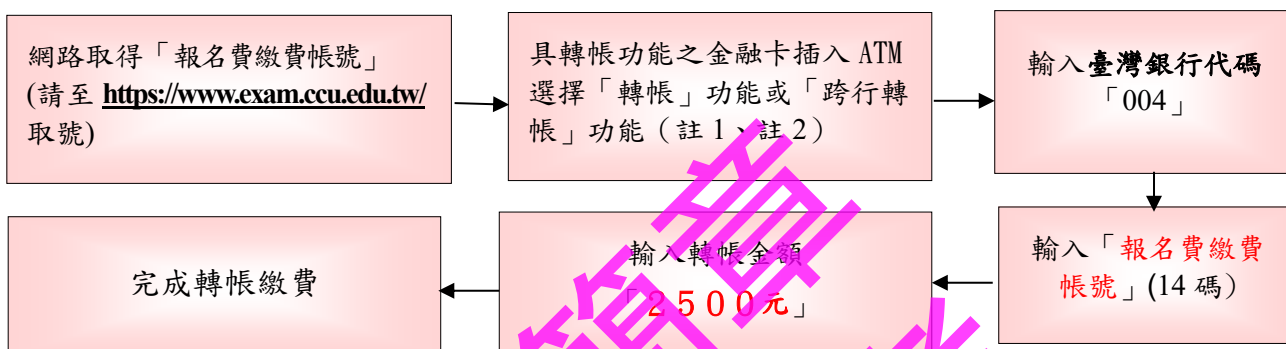 網路取得「報名費繳費帳號」
(請至 https://www.exam.ccu.edu.tw/
取號)
具轉帳功能之金融卡插入 ATM
選擇「轉帳」功能或「跨行轉
帳」功能（註 1、註 2）
輸入臺灣銀行代碼
「004」
輸入「報名費繳費
帳號」(14 碼)
輸入轉帳金額
「2500元」
完成轉帳繳費
簡章